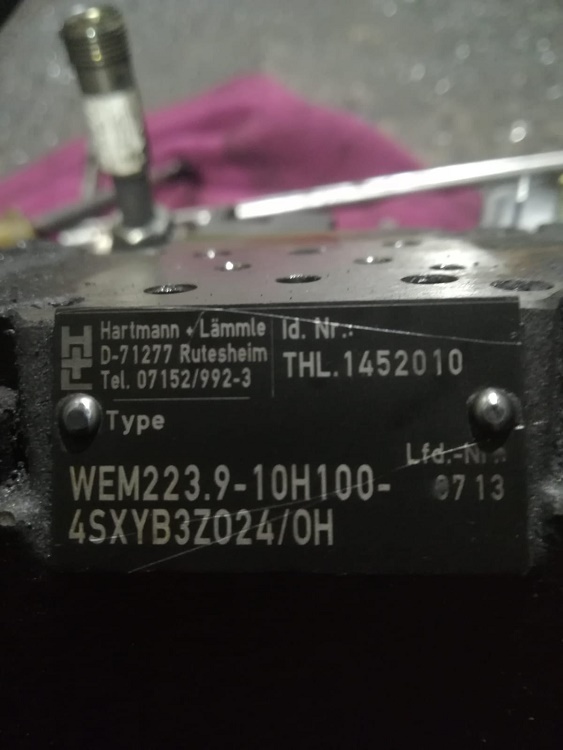 H+L
Hartmann + Lämmle
D-71277 Rutesheim
Tel. 07152/992-3
Id. Nr.:
THL.1452010
Type
Lfd.-Nr.:
WEM223.9-10H100-
0713
4SXYB3Z024/0H